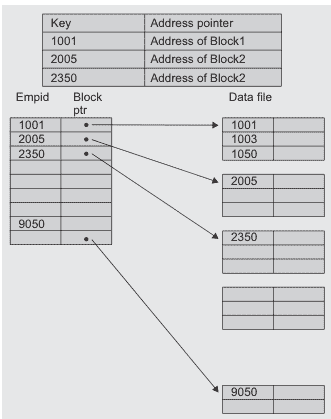 Key Address pointer
1001 Address of Block1
2005 Address of Block2
2350 Address of Block2
Empid Block ptr Data file
1001 1001
2005 1003
2350 1050
2005
9050 2350
9050